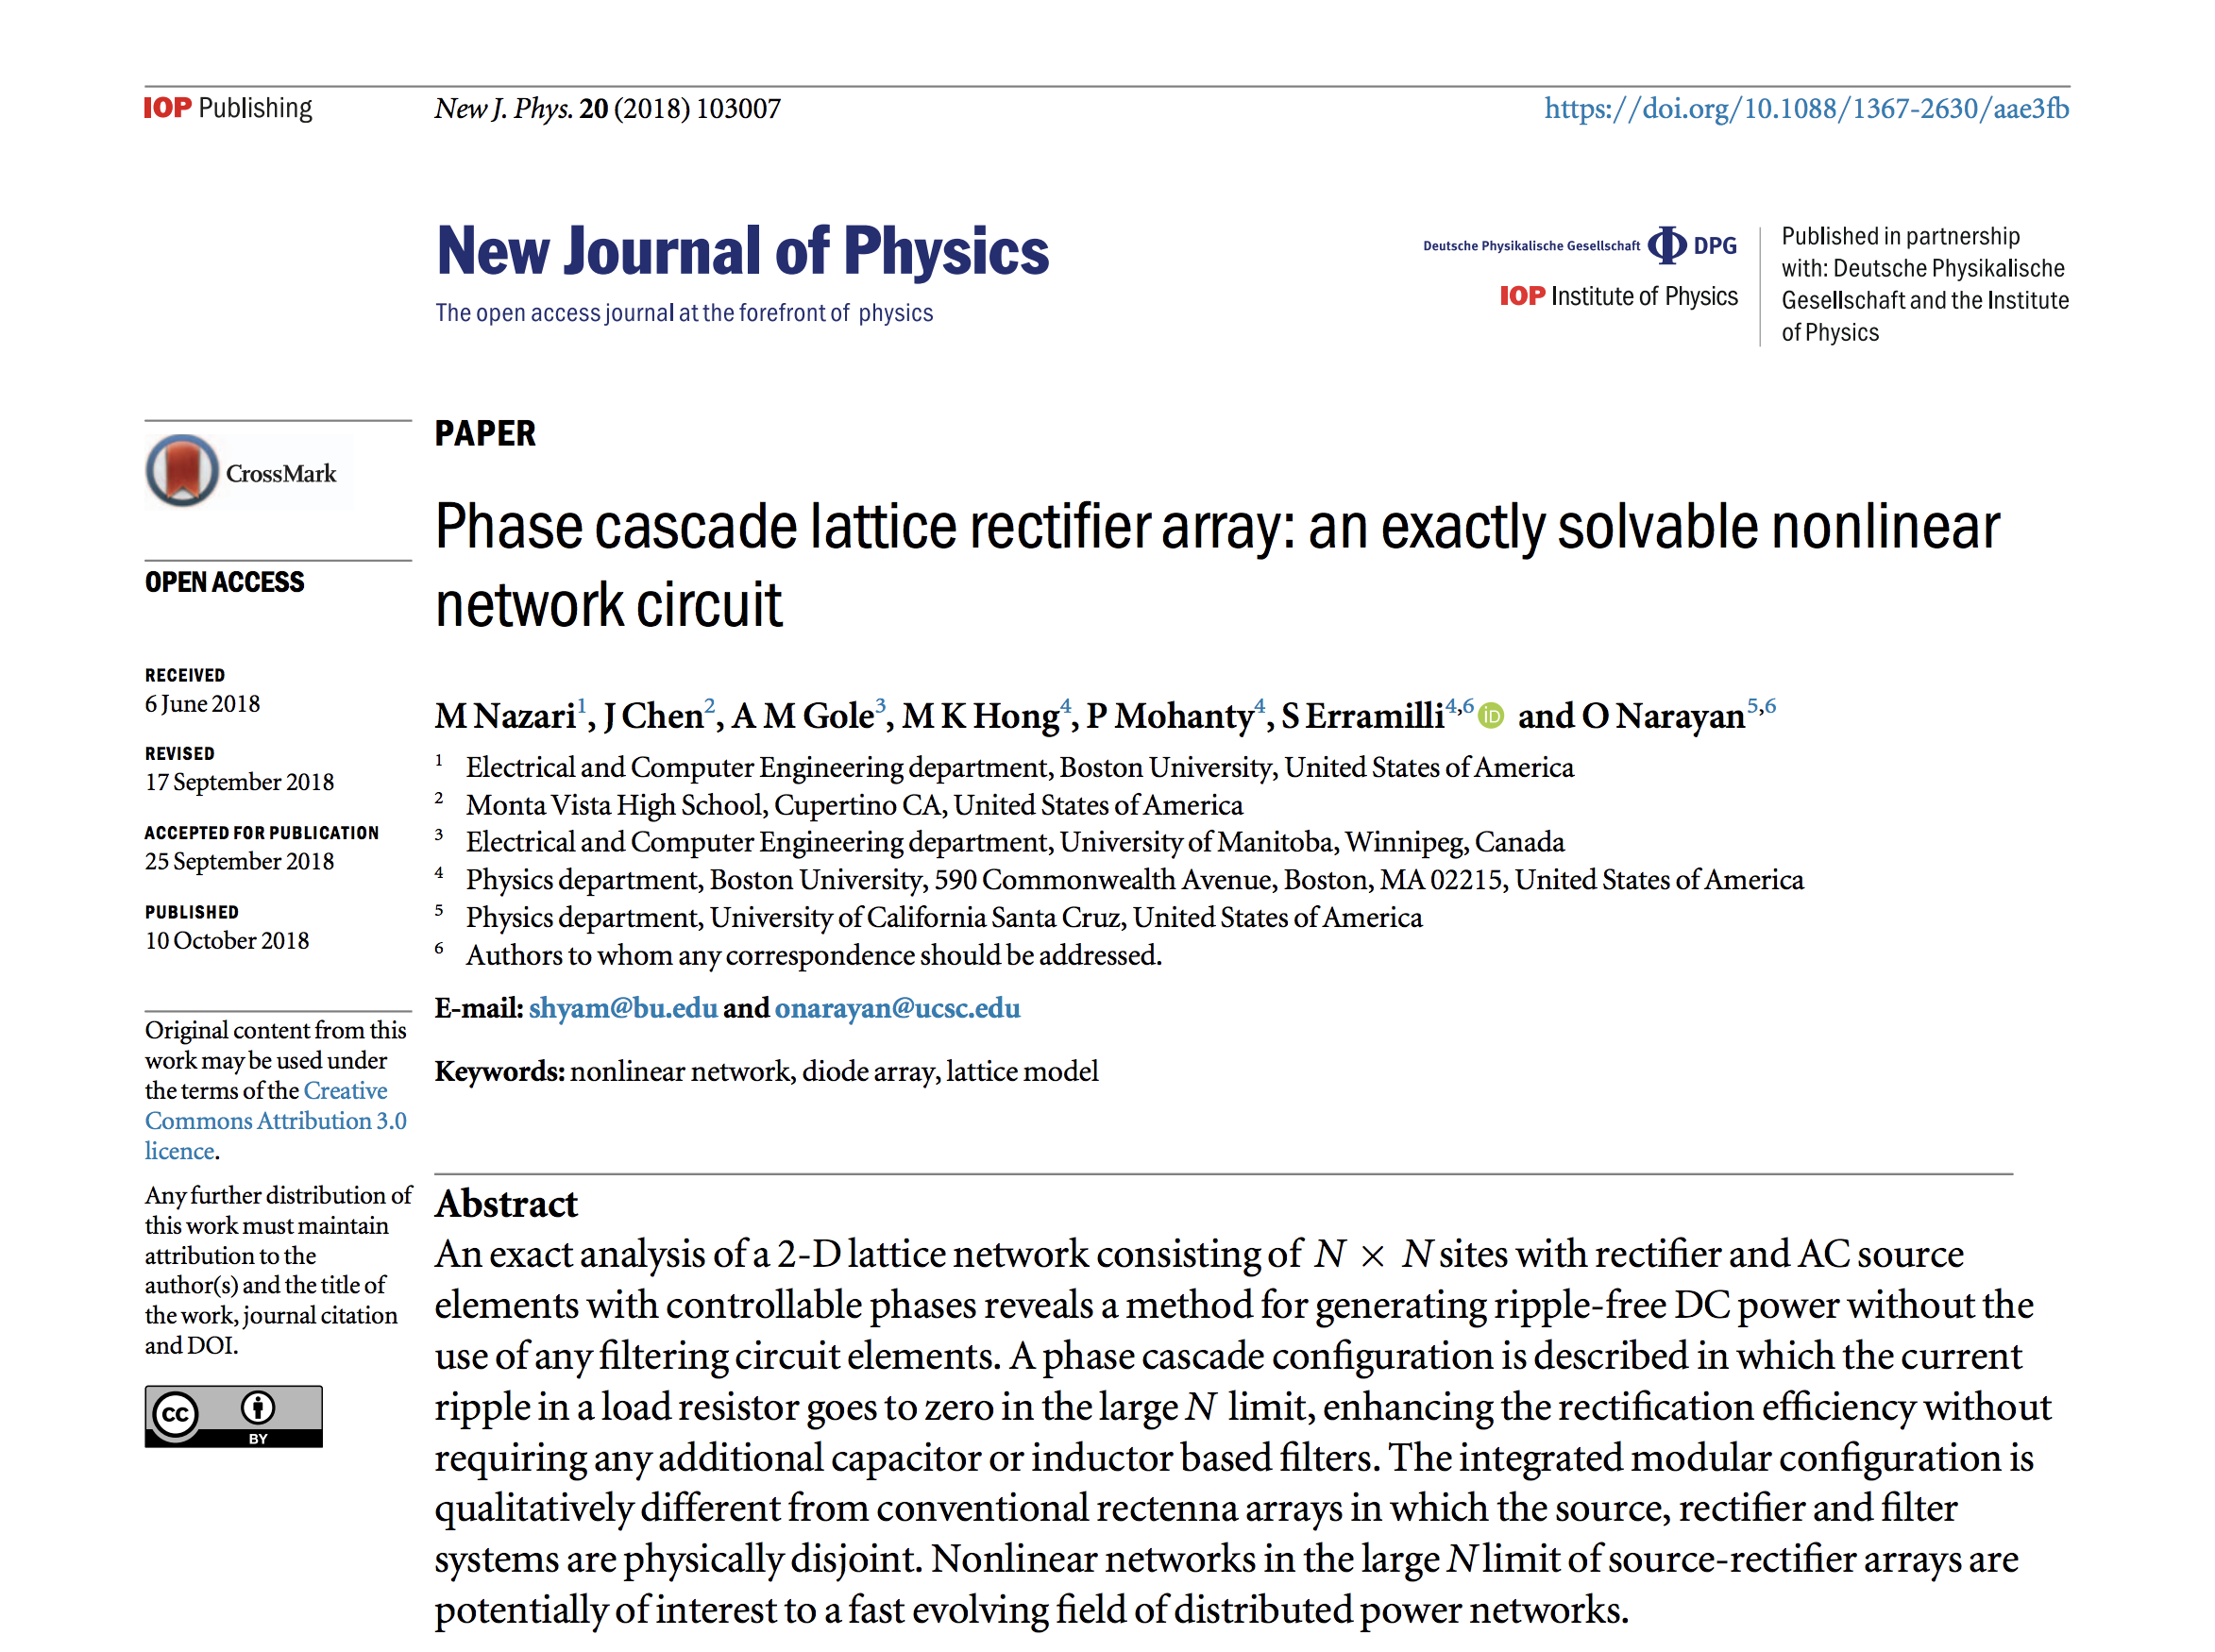 IOP Publishing
New J. Phys. 20 (2018) 103007
https://doi.org/10.1088/1367-2630/aae3fb
New Journal of Physics
The open access journal at the forefront of physics
Deutsche Physikalische Gesellschaft Φ DPG
IOP Institute of Physics
Published in partnership
with: Deutsche Physikalische
Gesellschaft and the Institute
of Physics
CrossMark
OPEN ACCESS
RECEIVED
6 June 2018
REVISED
17 September 2018
ACCEPTED FOR PUBLICATION
25 September 2018
PUBLISHED
10 October 2018
Original content from this
work may be used under
the terms of the Creative
Commons Attribution 3.0
licence.
Any further distribution of
this work must maintain
attribution to the
author(s) and the title of
the work, journal citation
and DOI.
CC
BY
PAPER
Phase cascade lattice rectifier array: an exactly solvable nonlinear
network circuit
M Nazari¹, J Chen², A M Gole³, M K Hong⁴, P Mohanty⁴, S Erramilli⁴,⁶ iD and O Narayan⁵,⁶
1 Electrical and Computer Engineering department, Boston University, United States of America
2 Monta Vista High School, Cupertino CA, United States of America
3 Electrical and Computer Engineering department, University of Manitoba, Winnipeg, Canada
4 Physics department, Boston University, 590 Commonwealth Avenue, Boston, MA 02215, United States of America
5 Physics department, University of California Santa Cruz, United States of America
6 Authors to whom any correspondence should be addressed.
E-mail: shyam@bu.edu and onarayan@ucsc.edu
Keywords: nonlinear network, diode array, lattice model
Abstract
An exact analysis of a 2-D lattice network consisting of N × N sites with rectifier and AC source
elements with controllable phases reveals a method for generating ripple-free DC power without the
use of any filtering circuit elements. A phase cascade configuration is described in which the current
ripple in a load resistor goes to zero in the large N limit, enhancing the rectification efficiency without
requiring any additional capacitor or inductor based filters. The integrated modular configuration is
qualitatively different from conventional rectenna arrays in which the source, rectifier and filter
systems are physically disjoint. Nonlinear networks in the large N limit of source-rectifier arrays are
potentially of interest to a fast evolving field of distributed power networks.